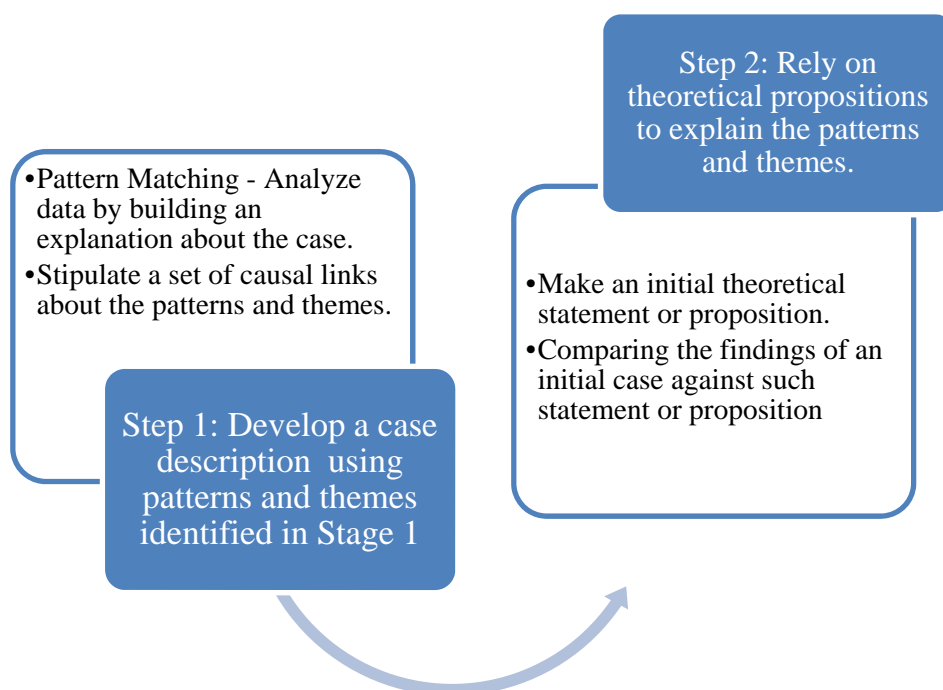 •Pattern Matching - Analyze
data by building an
explanation about the case.
•Stipulate a set of causal links
about the patterns and themes.
Step 1: Develop a case
description using
patterns and themes
identified in Stage 1
Step 2: Rely on
theoretical propositions
to explain the patterns
and themes.
•Make an initial theoretical
statement or proposition.
•Comparing the findings of an
initial case against such
statement or proposition